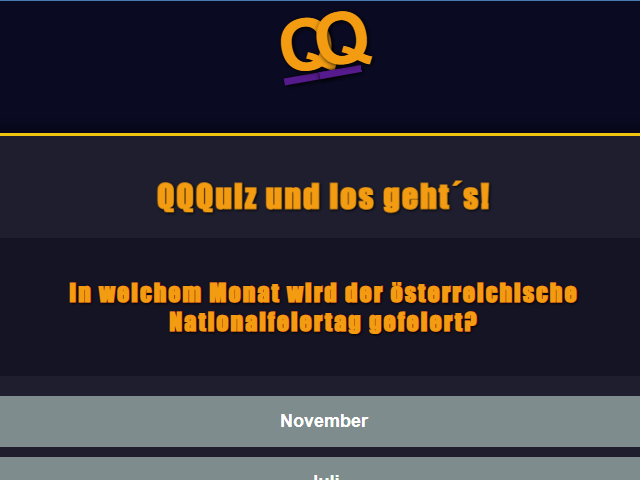 QQ
QQQuiz und los geht´s!
In welchem Monat wird der österreichische
Nationalfeiertag gefeiert?
November
Juli